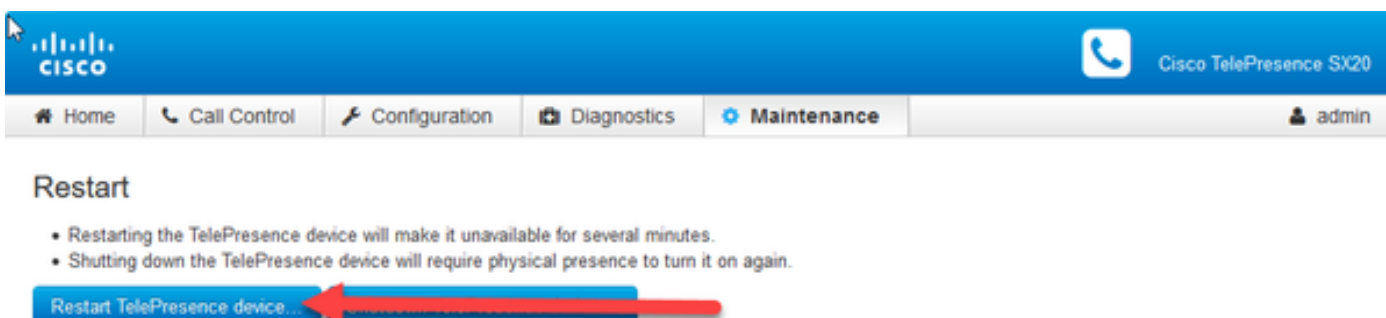 CISCO
Cisco TelePresence SX20
Home Call Control Configuration Diagnostics Maintenance admin
Restart
• Restarting the TelePresence device will make it unavailable for several minutes.
• Shutting down the TelePresence device will require physical presence to turn it on again.
Restart TelePresence device...